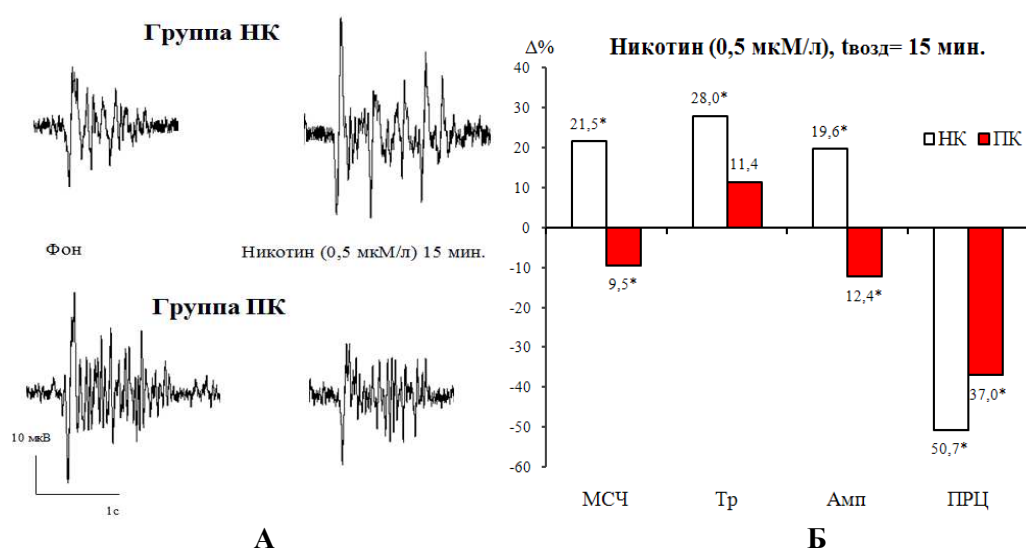 Группа НК
Фон
Никотин (0,5 мкМ/л) 15 мин.
Группа ПК
10 мкВ
1с
А
Δ%
Никотин (0,5 мкМ/л), tвозд= 15 мин.
40
30
20
10
0
-10
-20
-30
-40
-50
-60
21,5*
9,5*
28,0*
11,4
19,6*
12,4*
50,7*
37,0*
НК
ПК
МСЧ
Тр
Амп
ПРЦ
Б